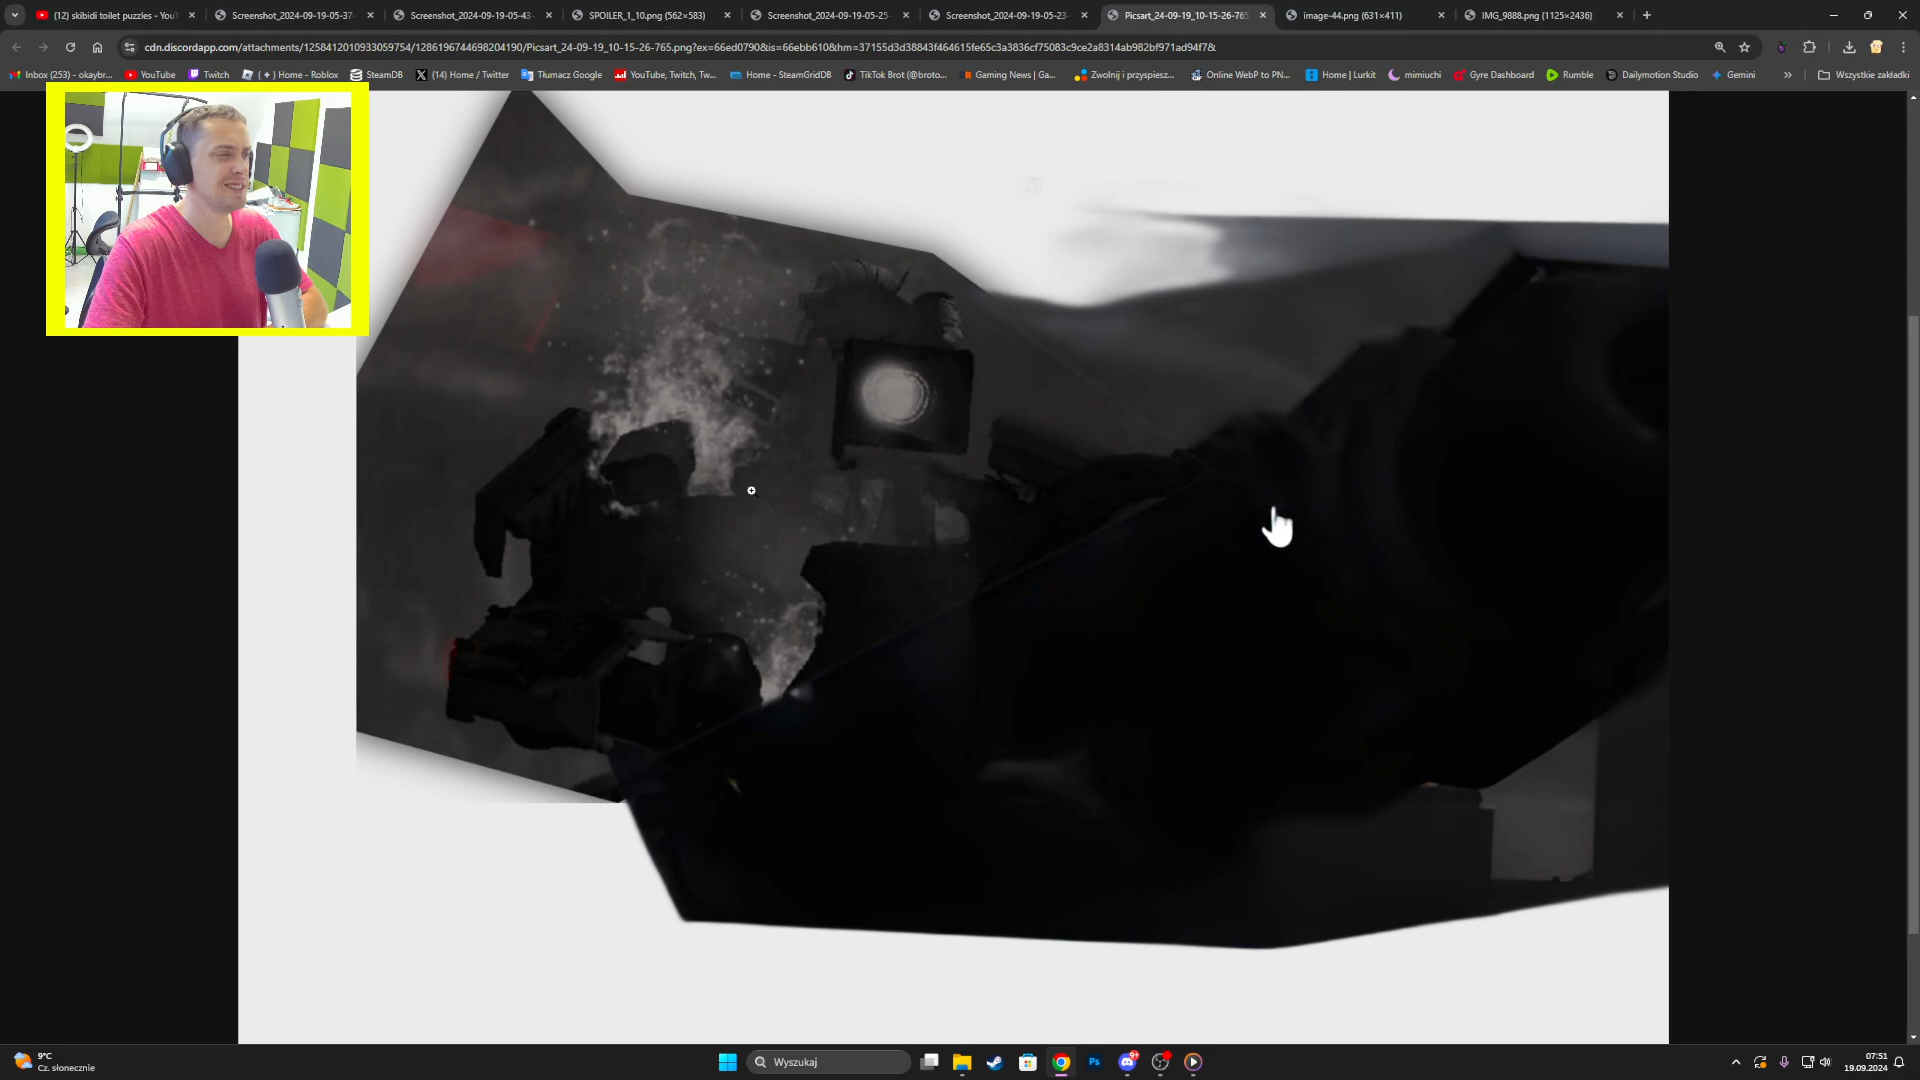 (12) skibidi toilet puzzles - YouT
Screenshot_2024-09-19-05-37-
Screenshot_2024-09-19-05-43-
SPOILER_1_10.png (562×583)
Screenshot_2024-09-19-05-25-
Screenshot_2024-09-19-05-23-
Picsart_24-09-19_10-15-26-765
image-44.png (631×411)
IMG_9888.png (1125×2436)
cdn.discordapp.com/attachments/1258412010933059754/1286196744698204190/Picsart_24-09-19_10-15-26-765.png?ex=66ed0790&is=66ebb610&hm=37155d3d38843f464615fe65c3a3836cf75083c9ce2a8314ab982bf971ad94f7&
Inbox (253) - okaybr...
YouTube
Twitch
( + ) Home - Roblox
SteamDB
(14) Home / Twitter
Tłumacz Google
YouTube, Twitch, Tw...
Home - SteamGridDB
TikTok Brot (@broto...
Gaming News | Ga...
Zwolnij i przyspiesz...
Online WebP to PN...
Home | Lurkit
mimiuchi
Gyre Dashboard
Rumble
Dailymotion Studio
Gemini
»
Wszystkie zakładki
9°C
Cz. słonecznie
Wyszukaj
Ps
07:51
19.09.2024